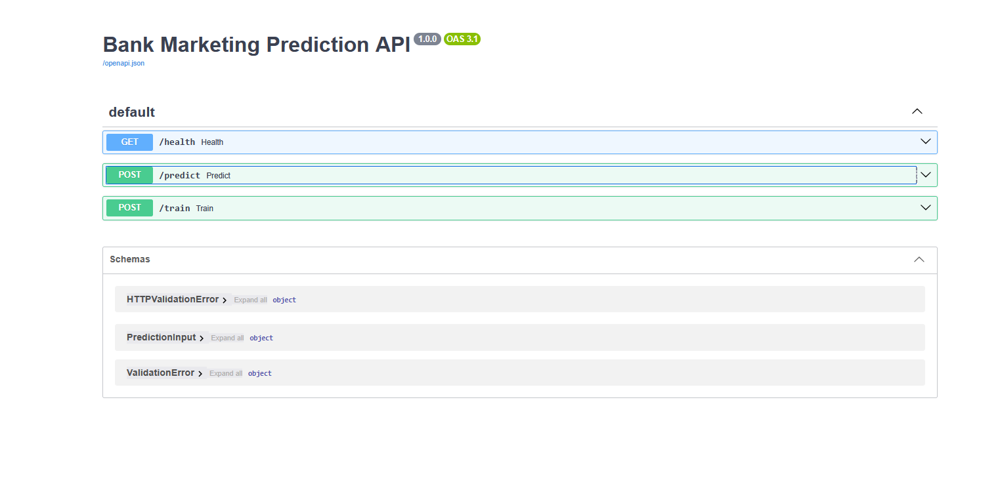 Bank Marketing Prediction API 1.0.0 OAS 3.1
/openapi.json
default
GET /health Health
POST /predict Predict
POST /train Train
Schemas
HTTPValidationError Expand all object
PredictionInput Expand all object
ValidationError Expand all object